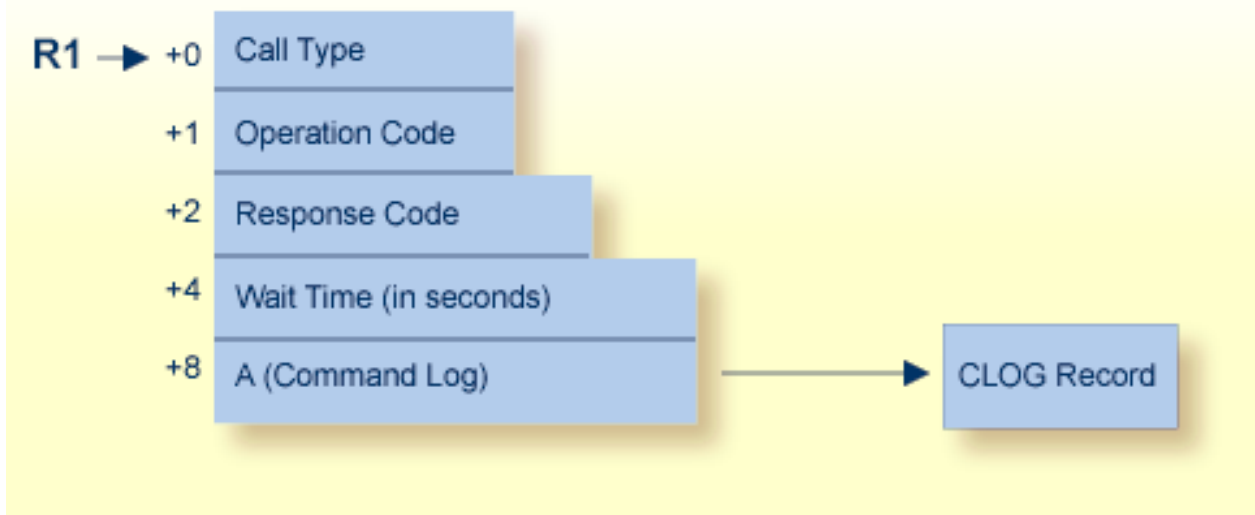 R1 +0 Call Type
+1 Operation Code
+2 Response Code
+4 Wait Time (in seconds)
+8 A (Command Log) CLOG Record